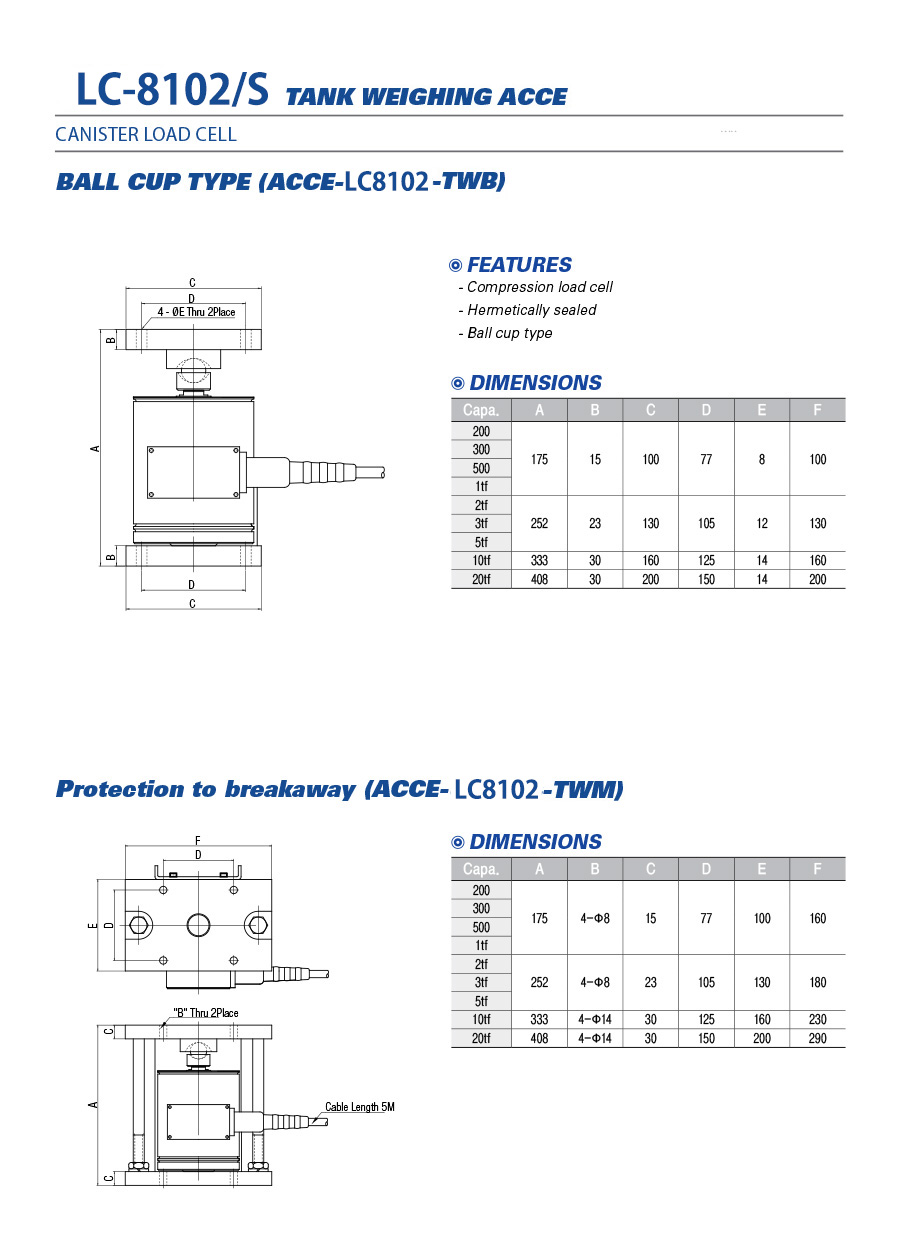 LC-8102/S TANK WEIGHING ACCE
CANISTER LOAD CELL
BALL CUP TYPE (ACCE-LC8102-TWB)
FEATURES
- Compression load cell
- Hermetically sealed
- Ball cup type
C
D
4 - ØE Thru 2Place
B
A
B
D
C
DIMENSIONS
Capa. A B C D E F
200
300
500
1tf
175 15 100 77 8 100
2tf
3tf
5tf
252 23 130 105 12 130
10tf 333 30 160 125 14 160
20tf 408 30 200 150 14 200
Protection to breakaway (ACCE- LC8102 -TWM)
F
D
E
D
"B" Thru 2Place
C
A
Cable Length 5M
C
DIMENSIONS
Capa. A B C D E F
200
300
500
1tf
175 4-Φ8 15 77 100 160
2tf
3tf
5tf
252 4-Φ8 23 105 130 180
10tf 333 4-Φ14 30 125 160 230
20tf 408 4-Φ14 30 150 200 290